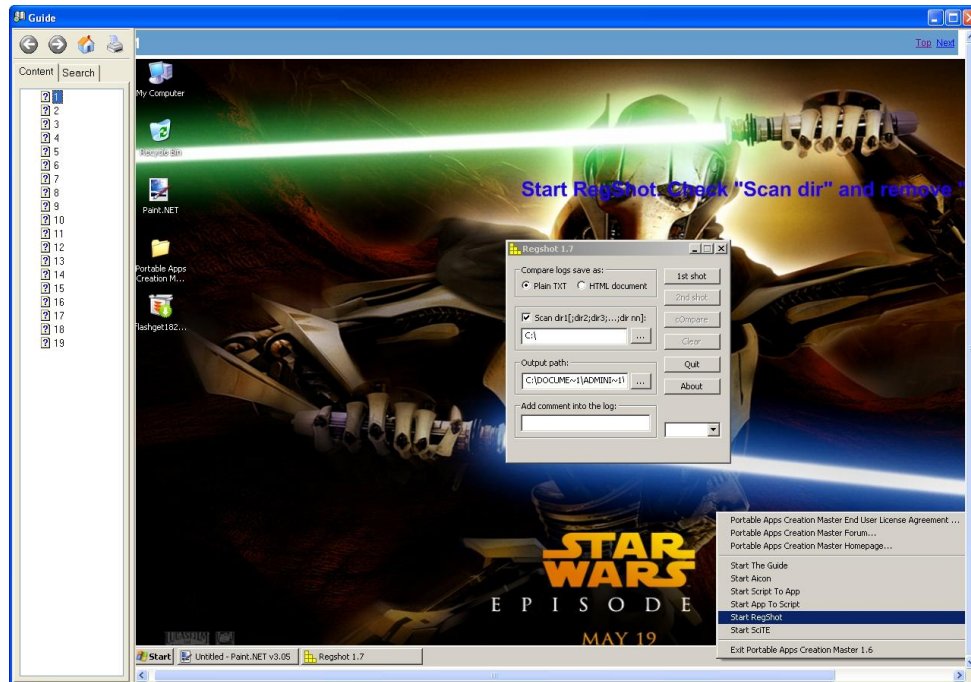 Guide
Top Next
Content Search
1
2
3
4
5
6
7
8
9
10
11
12
13
14
15
16
17
18
19
My Computer
Recycle Bin
Paint.NET
Portable Apps
Creation M...
flashget182...
Start RegShot. Check "Scan dir" and remove "
Regshot 1.7
Compare logs save as:
Plain TXT HTML document
Scan dir1[;dir2;dir3;...;dir nn]:
C:\
...
Output path:
C:\DOCUME~1\ADMINI~1\
...
Add comment into the log:
1st shot
2nd shot
cOmpare
Clear
Quit
About
STAR
WARS
EPISODE
MAY 19
Portable Apps Creation Master End User License Agreement ...
Portable Apps Creation Master Forum...
Portable Apps Creation Master Homepage...
Start The Guide
Start Aicon
Start Script To App
Start App To Script
Start RegShot
Start SciTE
Exit Portable Apps Creation Master 1.6
Start
Untitled - Paint.NET v3.05
Regshot 1.7